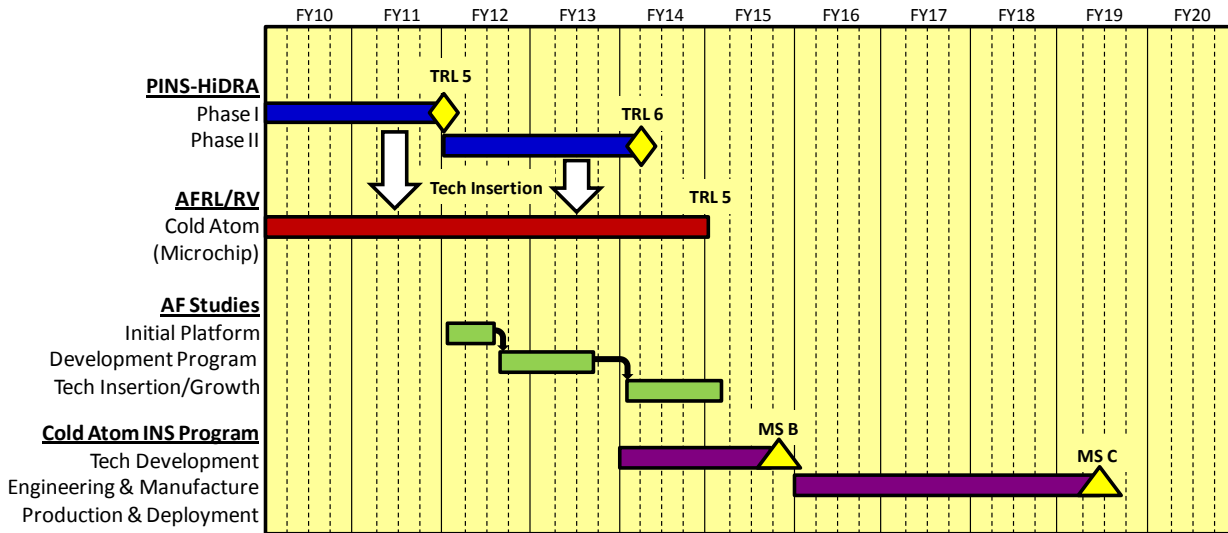 FY10 FY11 FY12 FY13 FY14 FY15 FY16 FY17 FY18 FY19 FY20
TRL 5
PINS-HiDRA
Phase I
TRL 6
Phase II
Tech Insertion
TRL 5
AFRL/RV
Cold Atom
(Microchip)
AF Studies
Initial Platform
Development Program
Tech Insertion/Growth
Cold Atom INS Program
MS B
Tech Development
MS C
Engineering & Manufacture
Production & Deployment